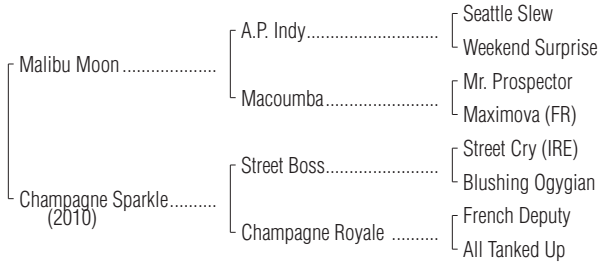 Seattle Slew
A.P. Indy..............................
Weekend Surprise
Malibu Moon .....................
Mr. Prospector
Macoumba.........................
Maximova (FR)
Street Cry (IRE)
Street Boss.........................
Blushing Ogygian
Champagne Sparkle..........
(2010)
French Deputy
Champagne Royale ..........
All Tanked Up